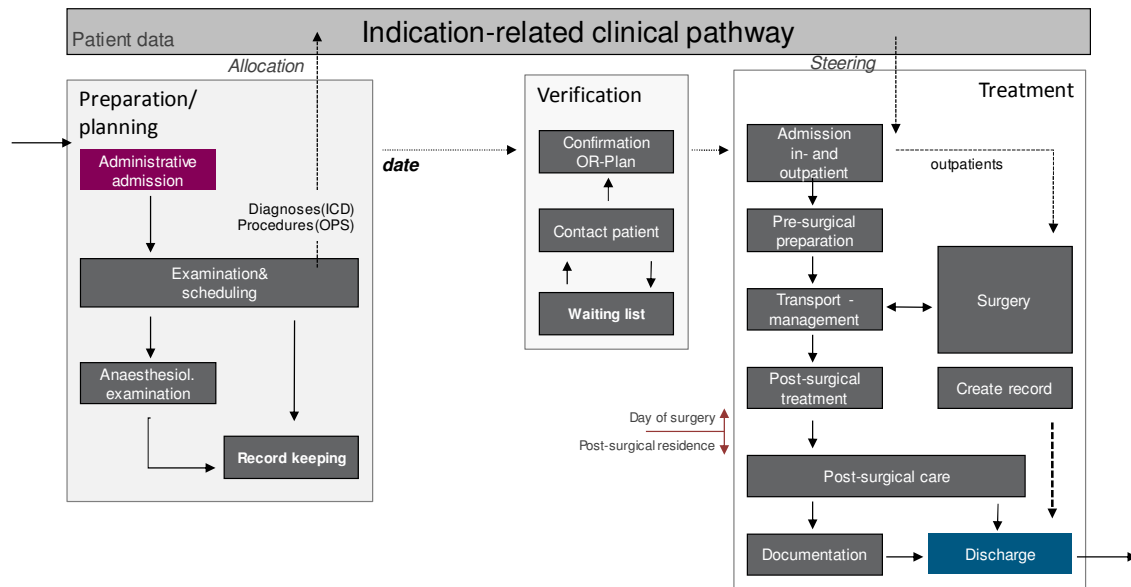 Indication-related clinical pathway
Patient data
Allocation
Steering
Preparation/
planning
Administrative
admission
Diagnoses(ICD)
Procedures(OPS)
Examination&
scheduling
Anaesthesiol.
examination
Record keeping
date
Verification
Confirmation
OR-Plan
Contact patient
Waiting list
Treatment
Admission
in- and
outpatient
outpatients
Pre-surgical
preparation
Transport -
management
Surgery
Post-surgical
treatment
Create record
Day of surgery
Post-surgical residence
Post-surgical care
Documentation
Discharge